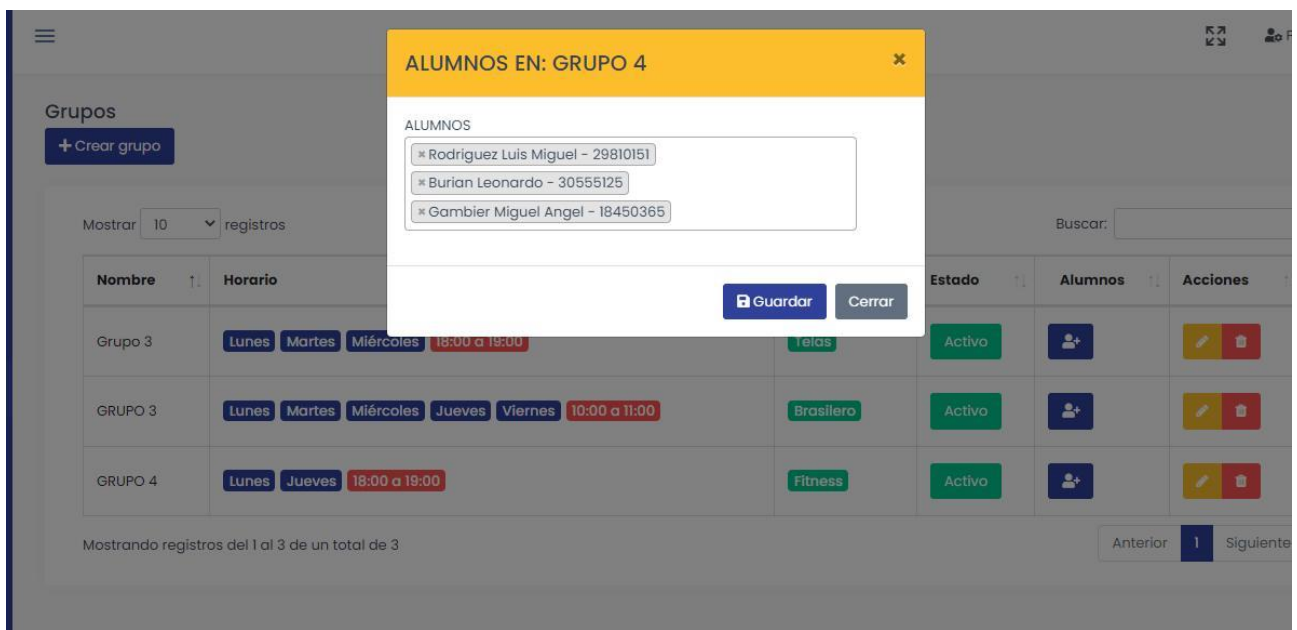 ALUMNOS EN: GRUPO 4 ×
Grupos
+ Crear grupo
ALUMNOS
× Rodriguez Luis Miguel - 29810151
× Burian Leonardo - 30555125
× Gambier Miguel Angel - 18450365
Mostrar 10 registros
Buscar:
Guardar Cerrar
Nombre Horario Estado Alumnos Acciones
Grupo 3 Lunes Martes Miércoles 18:00 a 19:00 Telas Activo
GRUPO 3 Lunes Martes Miércoles Jueves Viernes 10:00 a 11:00 Brasilero Activo
GRUPO 4 Lunes Jueves 18:00 a 19:00 Fitness Activo
Mostrando registros del 1 al 3 de un total de 3
Anterior 1 Siguiente